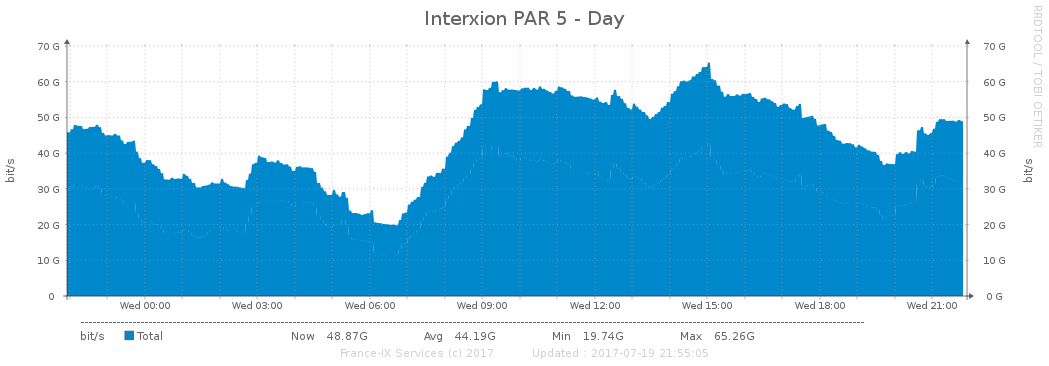 Interxion PAR 5 - Day
RRDTOOL / TOBI OETIKER
70 G 70 G
60 G 60 G
50 G 50 G
40 G 40 G
30 G 30 G
20 G 20 G
10 G 10 G
0 0 G
bit/s bit/s
Wed 00:00 Wed 03:00 Wed 06:00 Wed 09:00 Wed 12:00 Wed 15:00 Wed 18:00 Wed 21:00
bit/s Total Now 48.87G Avg 44.19G Min 19.74G Max 65.26G
France-IX Services (c) 2017 Updated : 2017-07-19 21:55:05